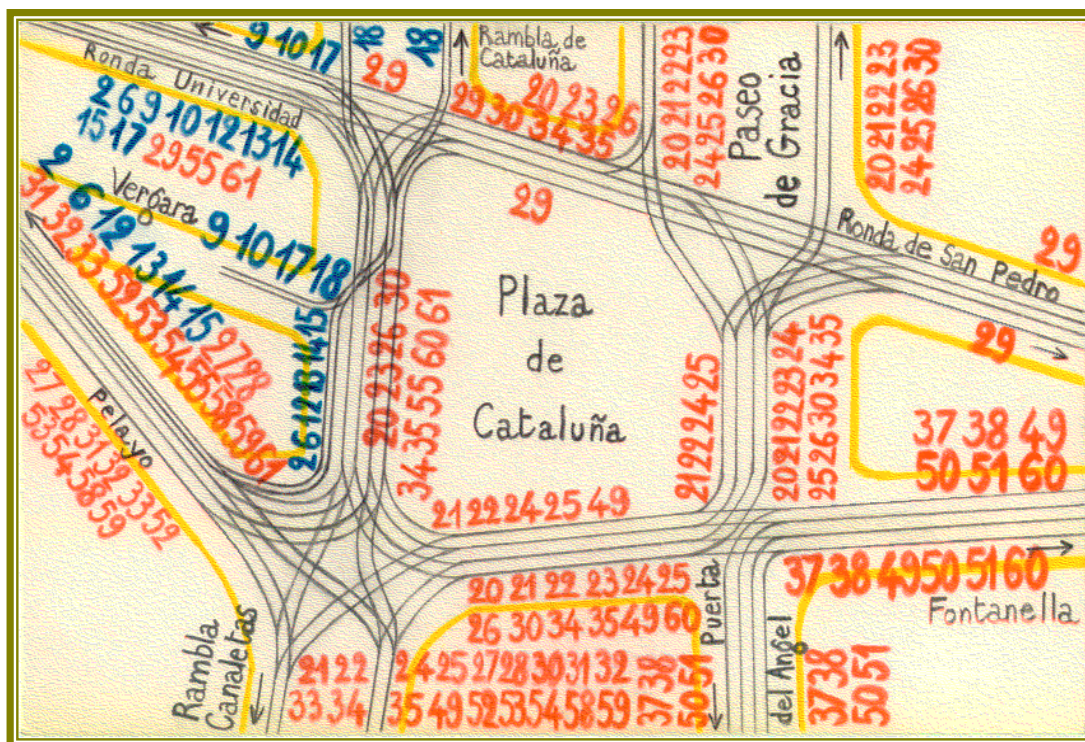 9 10 17
18
18
29
Rambla de
Cataluña
20 23 26
29 30 34 35
20 21 22 23
24 25 26 30
Paseo
de Gracia
20 21 22 23
24 25 26 30
Ronda Universidad
2 6 9 10 12 13 14
15 17 29 55 61
Vergara
9 10 17 18
2 6 12 13 14 15 27 28
31 32 33 52 53 54 55 58 59 61
2 6 12 13 14 15
29
Ronda de San Pedro
29
29
Plaza
de
Cataluña
20 23 26 30
34 35 55 60 61
21 22 24 25
20 21 22 23 24
25 26 30 34 35
37 38 49
50 51 60
21 22 24 25 49
Pelayo
27 28 31 32 33 52
53 54 58 59
20 21 22 23 24 25
26 30 34 35 49 60
Puerta
del Angel
37 38 49 50 51 60
Fontanella
Rambla
Canaletas
21 22 24 25 27 28 30 31 32
33 34 35 49 52 53 54 58 59
37 38
50 51
37 38
50 51